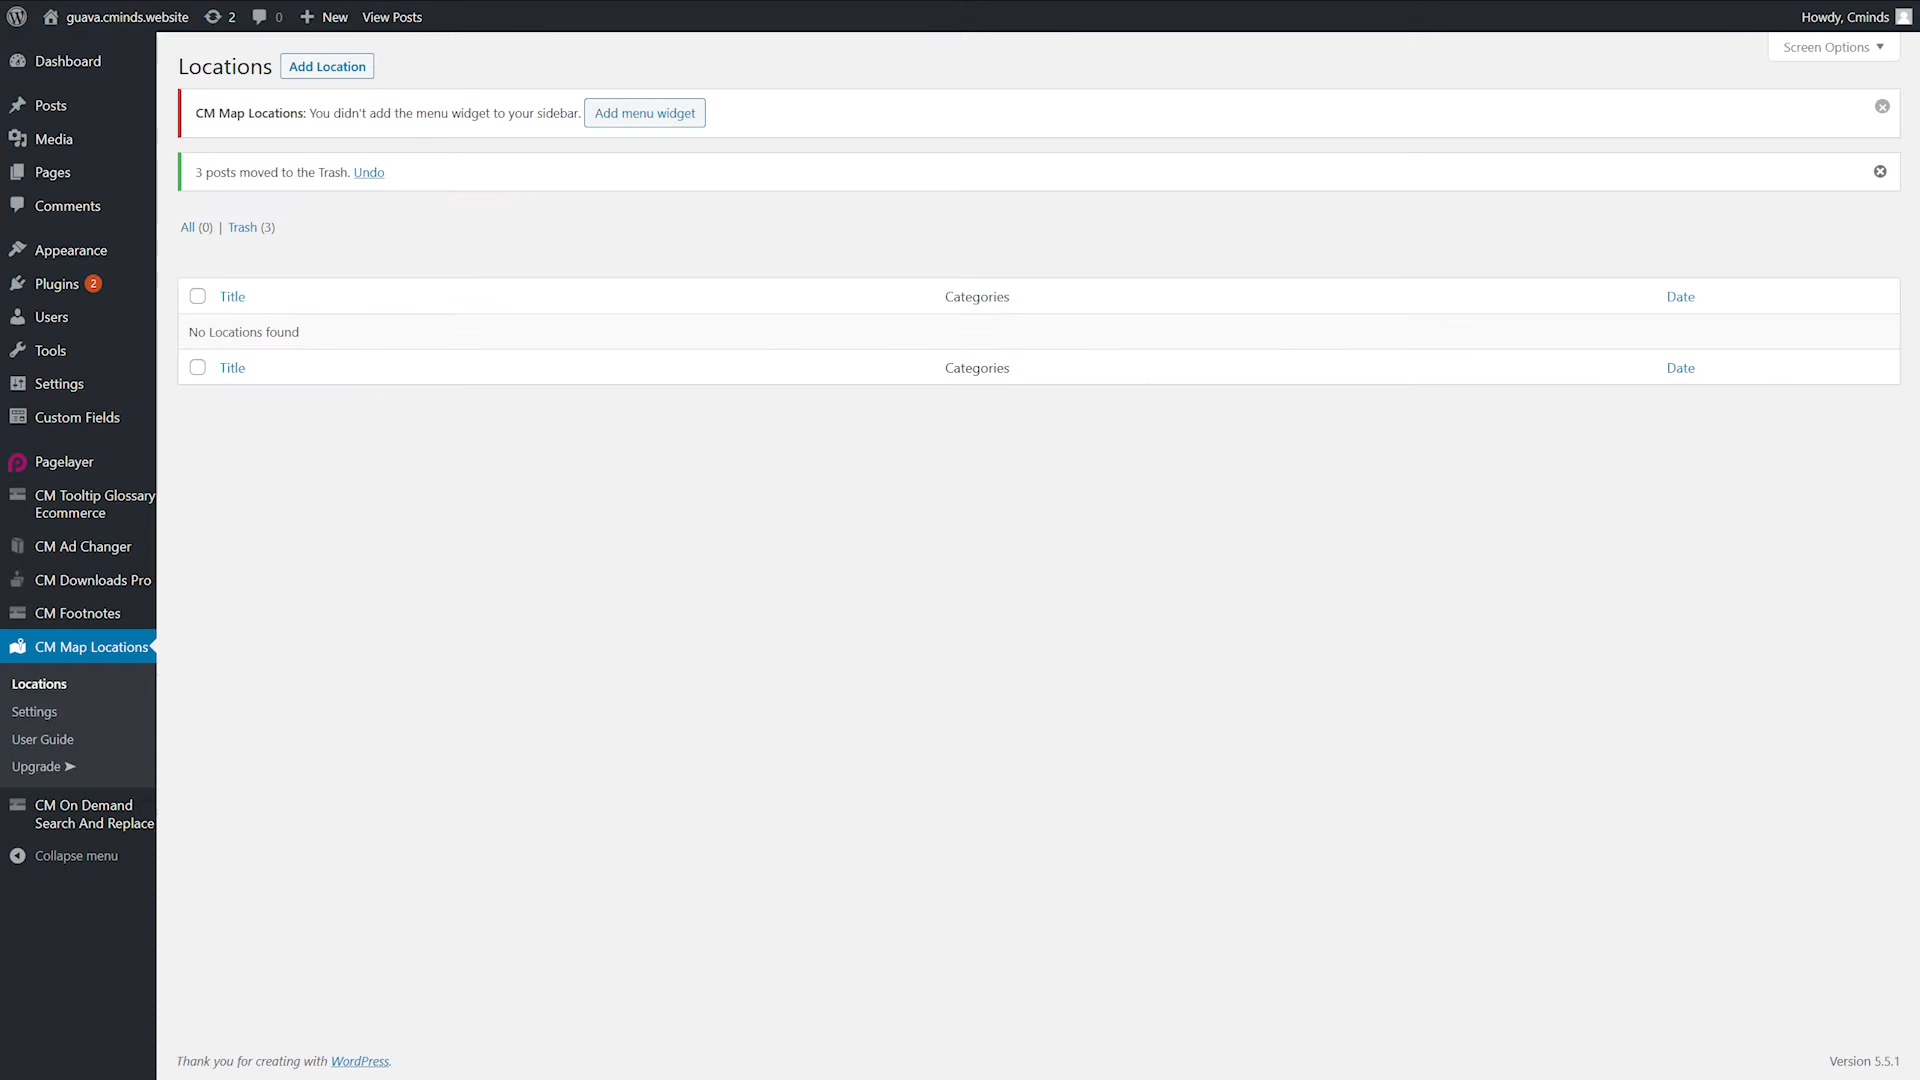 guava.cminds.website 2 0 New View Posts Howdy, Cminds
Screen Options
Dashboard
Posts
Media
Pages
Comments
Appearance
Plugins 2
Users
Tools
Settings
Custom Fields
Pagelayer
CM Tooltip Glossary
Ecommerce
CM Ad Changer
CM Downloads Pro
CM Footnotes
CM Map Locations
Locations
Settings
User Guide
Upgrade ➤
CM On Demand
Search And Replace
Collapse menu
Locations Add Location
CM Map Locations: You didn't add the menu widget to your sidebar. Add menu widget
3 posts moved to the Trash. Undo
All (0) | Trash (3)
Title Categories Date
No Locations found
Title Categories Date
Thank you for creating with WordPress. Version 5.5.1